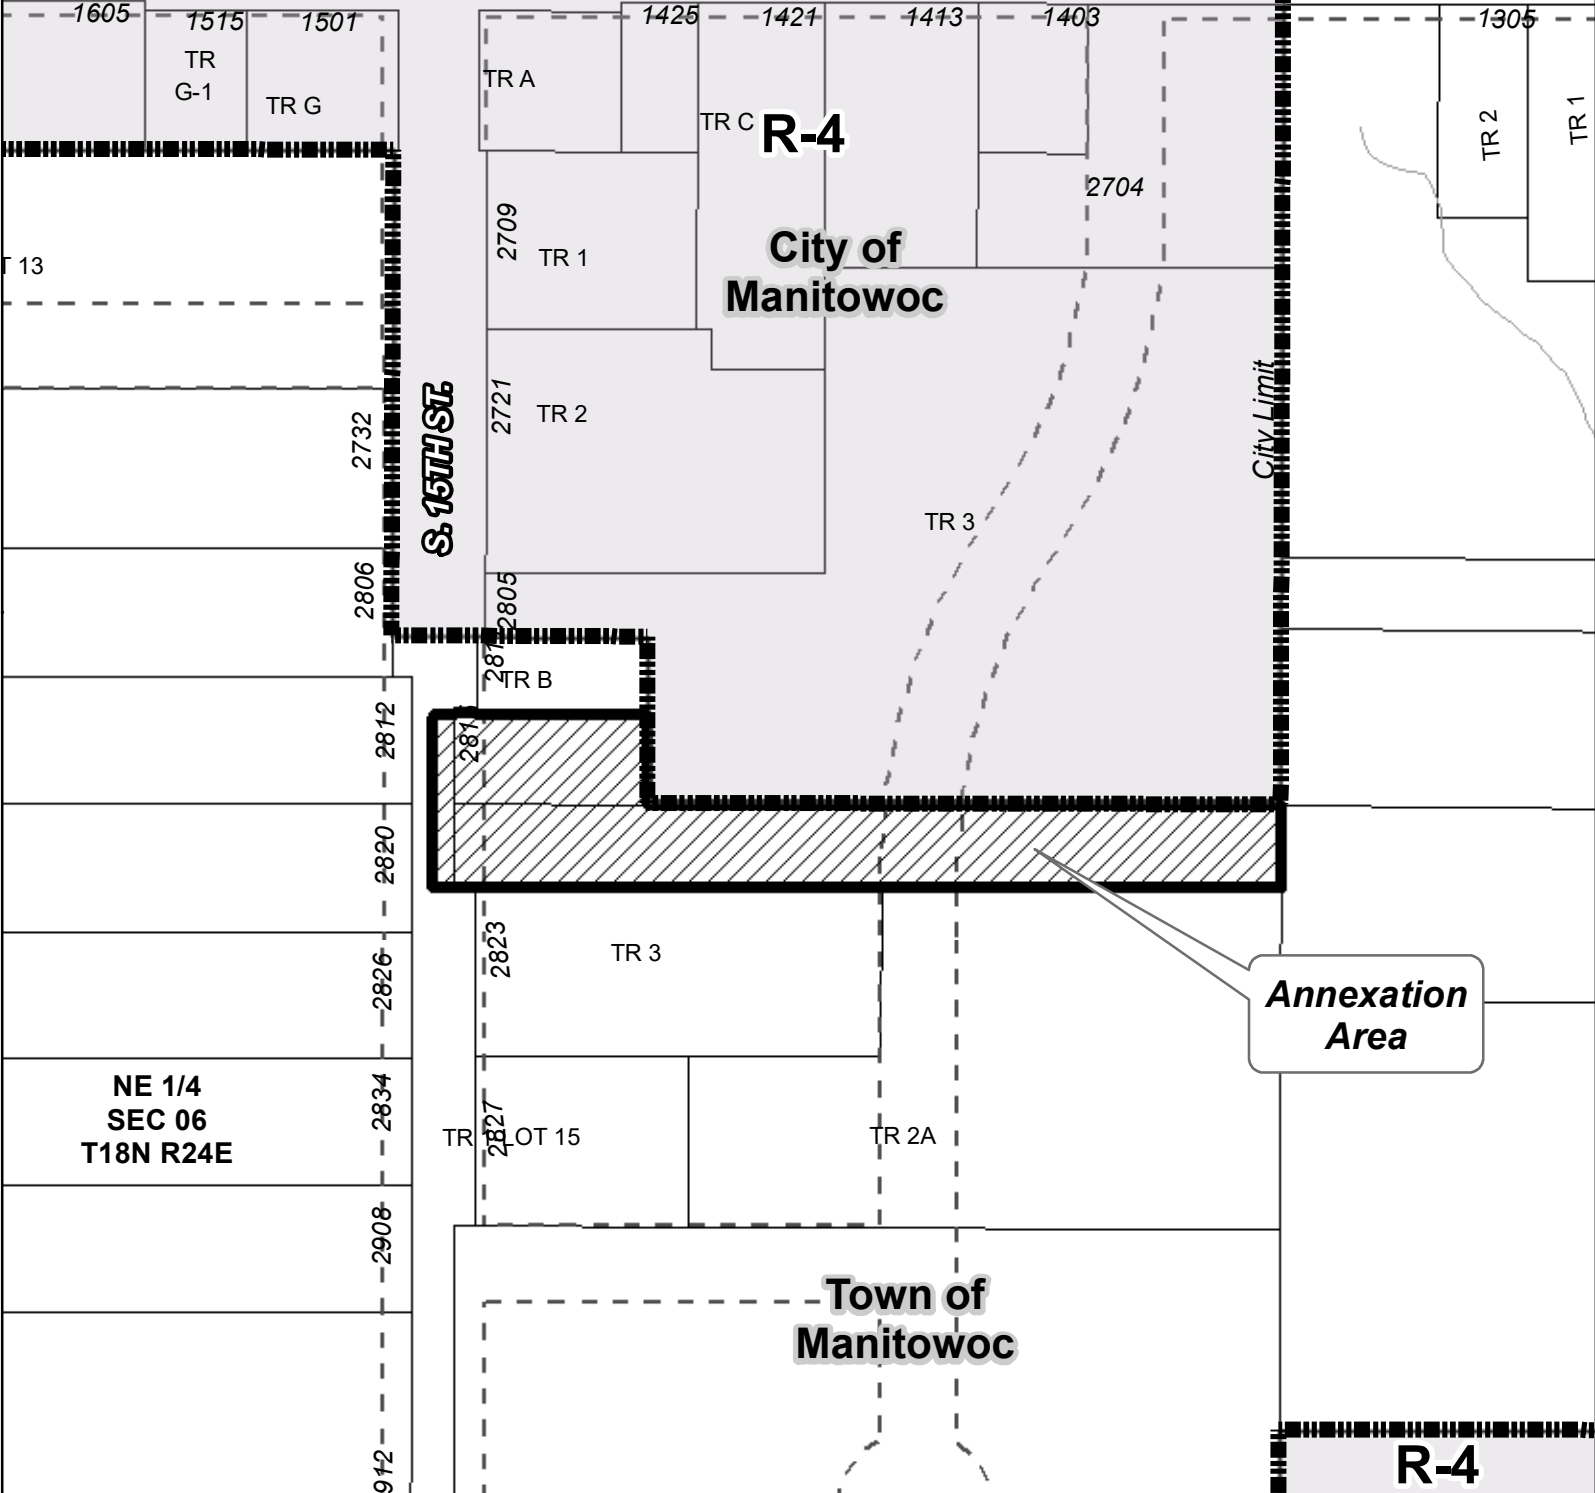 1605
1515
1501
1425
1421
1413
1403
1305
TR
G-1
TR G
TR A
TR C
R-4
TR 2
TR 1
2704
2709
TR 1
City of
Manitowoc
T 13
S. 15TH ST.
2732
2721
TR 2
City Limit
TR 3
2806
2805
TR B
2812
2820
2823
TR 3
2826
Annexation
Area
NE 1/4
SEC 06
T18N R24E
2834
2827
LOT 15
TR 2A
2908
Town of
Manitowoc
912
R-4